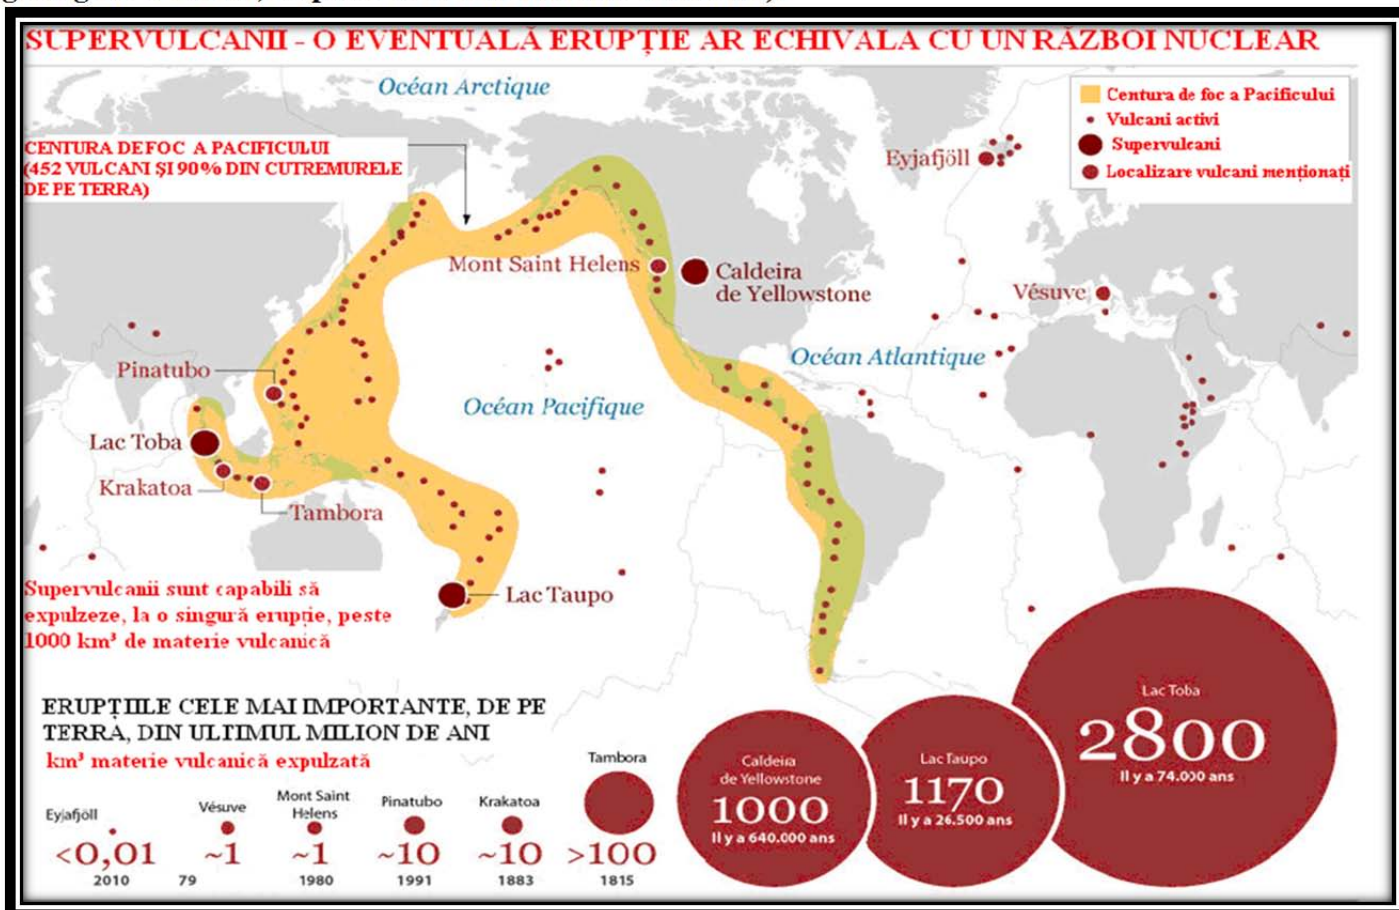 SUPERVULCANII - O EVENTUALĂ ERUPȚIE AR ECHIVALA CU UN RĂZBOI NUCLEAR
Océan Arctique
Centura de foc a Pacificului
Vulcani activi
Supervulcani
Localizare vulcani menționați
CENTURA DE FOC A PACIFICULUI
(452 VULCANI ȘI 90% DIN CUTREMURELE
DE PE TERRA)
Eyjafjöll
Mont Saint Helens
Caldeira
de Yellowstone
Vésuve
Pinatubo
Océan Atlantique
Océan Pacifique
Lac Toba
Krakatoa
Tambora
Supervulcanii sunt capabili să
expulzeze, la o singură erupție, peste
1000 km³ de materie vulcanică
Lac Taupo
ERUPȚIILE CELE MAI IMPORTANTE, DE PE
TERRA, DIN ULTIMUL MILION DE ANI
km³ materie vulcanică expulzată
Eyjafjöll
<0,01
2010
Vésuve
~1
79
Mont Saint
Helens
~1
1980
Pinatubo
~10
1991
Krakatoa
~10
1883
Tambora
>100
1815
Caldeira
de Yellowstone
1000
Il y a 640.000 ans
Lac Taupo
1170
Il y a 26.500 ans
Lac Toba
2800
Il y a 74.000 ans